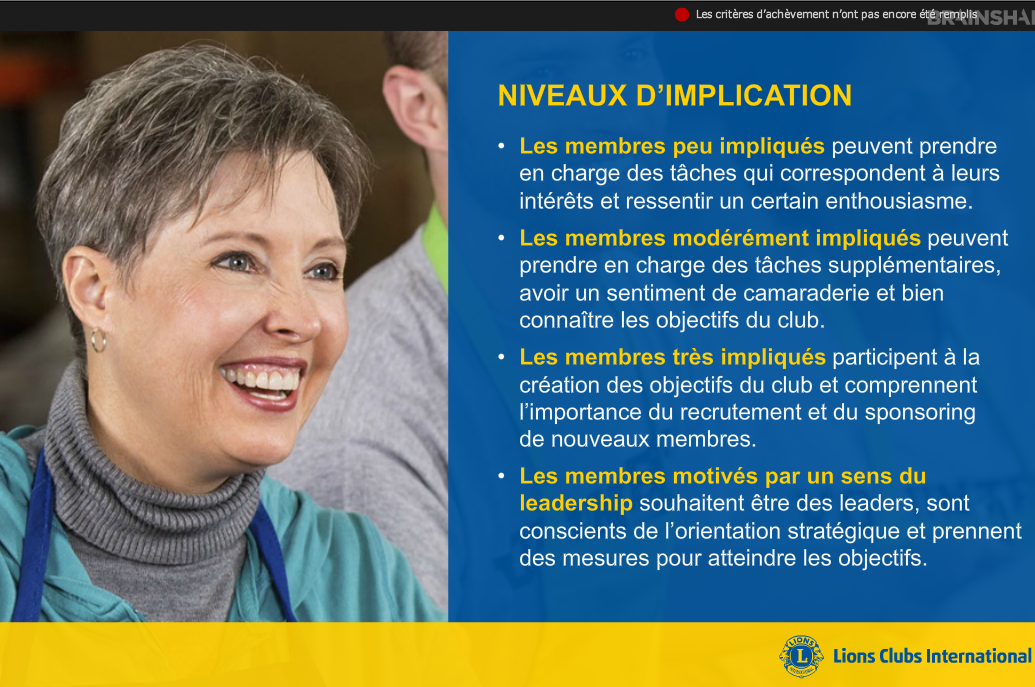 Les critères d’achèvement n’ont pas encore été remplis
NIVEAUX D’IMPLICATION
• Les membres peu impliqués peuvent prendre
en charge des tâches qui correspondent à leurs
intérêts et ressentir un certain enthousiasme.
• Les membres modérément impliqués peuvent
prendre en charge des tâches supplémentaires,
avoir un sentiment de camaraderie et bien
connaître les objectifs du club.
• Les membres très impliqués participent à la
création des objectifs du club et comprennent
l’importance du recrutement et du sponsoring
de nouveaux membres.
• Les membres motivés par un sens du
leadership souhaitent être des leaders, sont
conscients de l’orientation stratégique et prennent
des mesures pour atteindre les objectifs.
LIONS
L
INTERNATIONAL
Lions Clubs International